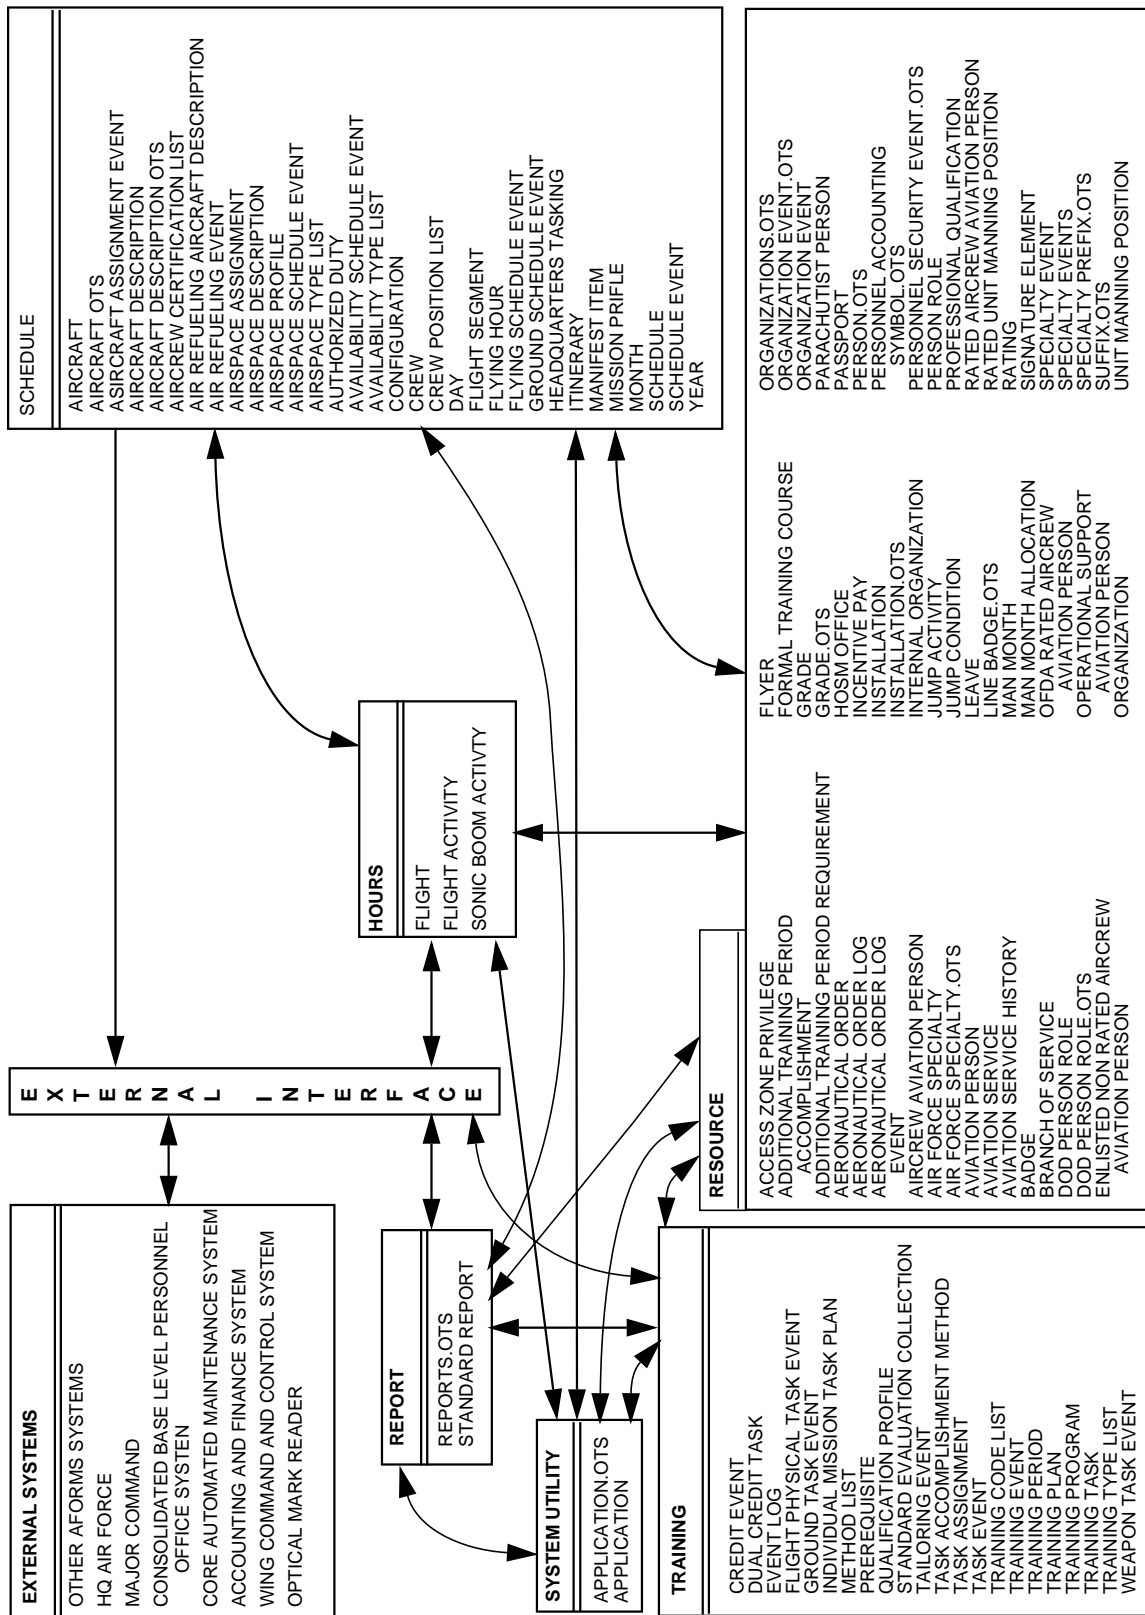 EXTERNAL SYSTEMS
OTHER AFORMS SYSTEMS
HQ AIR FORCE
MAJOR COMMAND
CONSOLIDATED BASE LEVEL PERSONNEL
OFFICE SYSTEN
CORE AUTOMATED MAINTENANCE SYSTEM
ACCOUNTING AND FINANCE SYSTEM
WING COMMAND AND CONTROL SYSTEM
OPTICAL MARK READER
EXTERNAL INTERFACE
SCHEDULE
AIRCRAFT
AIRCRAFT OTS
ASIRCRAFT ASSIGNMENT EVENT
AIRCRAFT DESCRIPTION
AIRCRAFT DESCRIPTION OTS
AIRCREW CERTIFICATION LIST
AIR REFUELING AIRCRAFT DESCRIPTION
AIR REFUELING EVENT
AIRSPACE ASSIGNMENT
AIRSPACE DESCRIPTION
AIRSPACE PROFILE
AIRSPACE SCHEDULE EVENT
AIRSPACE TYPE LIST
AUTHORIZED DUTY
AVAILABILITY SCHEDULE EVENT
AVAILABILITY TYPE LIST
CONFIGURATION
CREW
CREW POSITION LIST
DAY
FLIGHT SEGMENT
FLYING HOUR
FLYING SCHEDULE EVENT
GROUND SCHEDULE EVENT
HEADQUARTERS TASKING
ITINERARY
MANIFEST ITEM
MISSION PRIFLE
MONTH
SCHEDULE
SCHEDULE EVENT
YEAR
REPORT
REPORTS.OTS
STANDARD REPORT
HOURS
FLIGHT
FLIGHT ACTIVITY
SONIC BOOM ACTIVTY
SYSTEM UTILITY
APPLICATION.OTS
APPLICATION
TRAINING
CREDIT EVENT
DUAL CREDIT TASK
EVENT LOG
FLIGHT PHYSICAL TASK EVENT
GROUND TASK EVENT
INDIVIDUAL MISSION TASK PLAN
METHOD LIST
PREREQUISITE
QUALIFICATION PROFILE
STANDARD EVALUATION COLLECTION
TAILORING EVENT
TASK ACCOMPLISHMENT METHOD
TASK ASSIGNMENT
TASK EVENT
TRAINING CODE LIST
TRAINING EVENT
TRAINING PERIOD
TRAINING PLAN
TRAINING PROGRAM
TRAINING TASK
TRAINING TYPE LIST
WEAPON TASK EVENT
RESOURCE
ACCESS ZONE PRIVILEGE
ADDITIONAL TRAINING PERIOD
ACCOMPLISHMENT
ADDITIONAL TRAINING PERIOD REQUIREMENT
AERONAUTICAL ORDER
AERONAUTICAL ORDER LOG
AERONAUTICAL ORDER LOG
EVENT
AIRCREW AVIATION PERSON
AIR FORCE SPECIALTY
AIR FORCE SPECIALTY.OTS
AVIATION PERSON
AVIATION SERVICE
AVIATION SERVICE HISTORY
BADGE
BRANCH OF SERVICE
DOD PERSON ROLE
DOD PERSON ROLE.OTS
ENLISTED NON RATED AIRCREW
AVIATION PERSON
FLYER
FORMAL TRAINING COURSE
GRADE
GRADE.OTS
HOSM OFFICE
INCENTIVE PAY
INSTALLATION
INSTALLATION.OTS
INTERNAL ORGANIZATION
JUMP ACTIVITY
JUMP CONDITION
LEAVE
LINE BADGE.OTS
MAN MONTH
MAN MONTH ALLOCATION
OFDA RATED AIRCREW
AVIATION PERSON
OPERATIONAL SUPPORT
AVIATION PERSON
ORGANIZATION
ORGANIZATIONS.OTS
ORGANIZATION EVENT.OTS
ORGANIZATION EVENT
PARACHUTIST PERSON
PASSPORT
PERSON.OTS
PERSONNEL ACCOUNTING
SYMBOL.OTS
PERSONNEL SECURITY EVENT.OTS
PERSON ROLE
PROFESSIONAL QUALIFICATION
RATED AIRCREW AVIATION PERSON
RATED UNIT MANNING POSITION
RATING
SIGNATURE ELEMENT
SPECIALTY EVENT
SPECIALTY EVENTS
SPECIALTY PREFIX.OTS
SUFFIX.OTS
UNIT MANNING POSITION